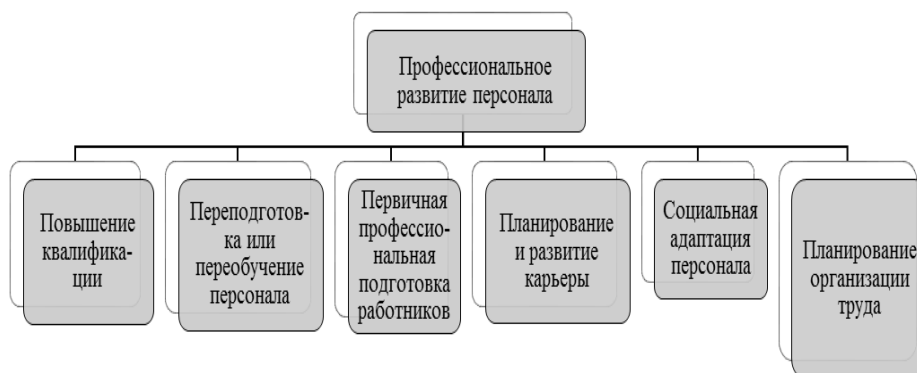 Профессиональное
развитие персонала
Повышение
квалифика-
ции
Переподготов-
ка или
переобучение
персонала
Первичная
професcио-
нальная
подготовка
работников
Планирование
и развитие
карьеры
Социальная
адаптация
персонала
Планирование
организации
труда